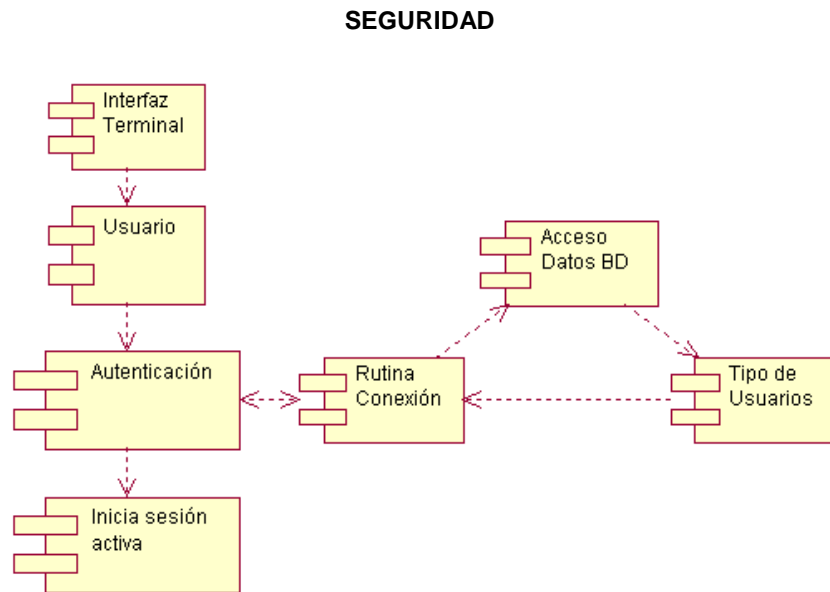 SEGURIDAD
Interfaz
Terminal
Usuario
Acceso
Datos BD
Autenticación
Rutina
Conexión
Tipo de
Usuarios
Inicia sesión
activa